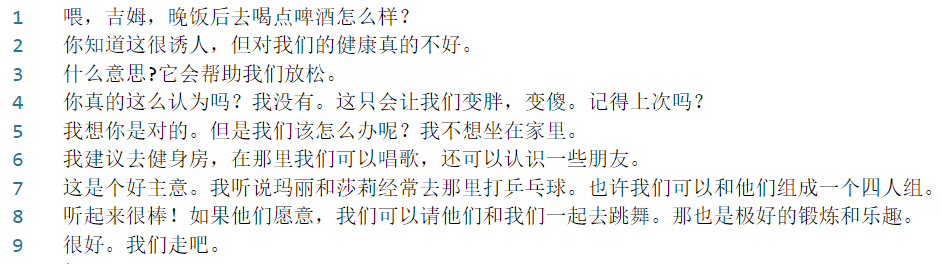 1 喂，吉姆，晚饭后去喝点啤酒怎么样？
2 你知道这很诱人，但对我们的健康真的不好。
3 什么意思?它会帮助我们放松。
4 你真的这么认为吗？我没有。这只会让我们变胖，变傻。记得上次吗？
5 我想你是对的。但是我们该怎么办呢？我不想坐在家里。
6 我建议去健身房，在那里我们可以唱歌，还可以认识一些朋友。
7 这是个好主意。我听说玛丽和莎莉经常去那里打乒乓球。也许我们可以和他们组成一个四人组。
8 听起来很棒！如果他们愿意，我们可以请他们和我们一起去跳舞。那也是极好的锻炼和乐趣。
9 很好。我们走吧。